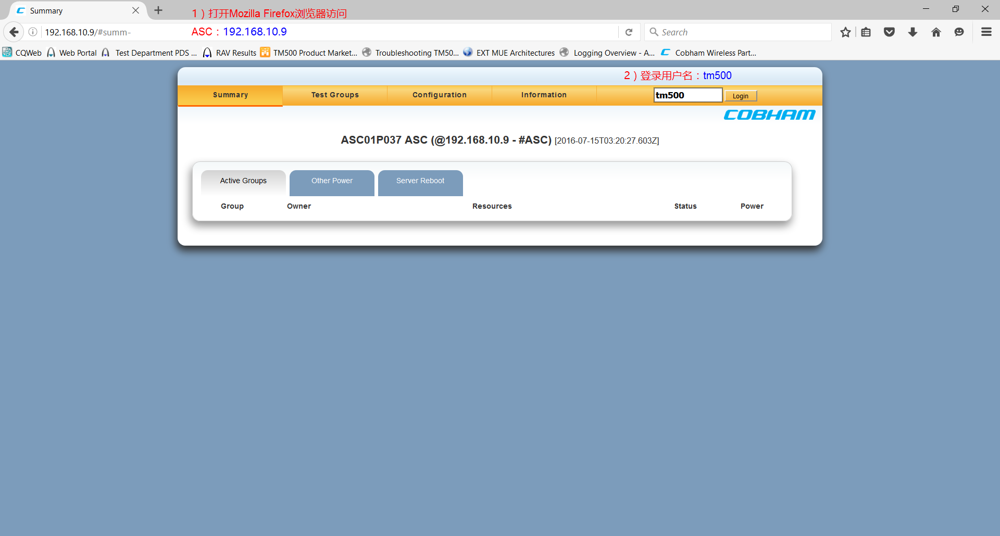 Summary
1）打开Mozilla Firefox浏览器访问
ASC：192.168.10.9
192.168.10.9/#summ-
Search
CQWeb
Web Portal
Test Department PDS ...
RAV Results
TM500 Product Market...
Troubleshooting TM50...
EXT MUE Architectures
Logging Overview - A...
Cobham Wireless Part...
2）登录用户名：tm500
Summary
Test Groups
Configuration
Information
tm500
Login
COBHAM
ASC01P037 ASC (@192.168.10.9 - #ASC) [2016-07-15T03:20:27.603Z]
Active Groups
Other Power
Server Reboot
Group
Owner
Resources
Status
Power